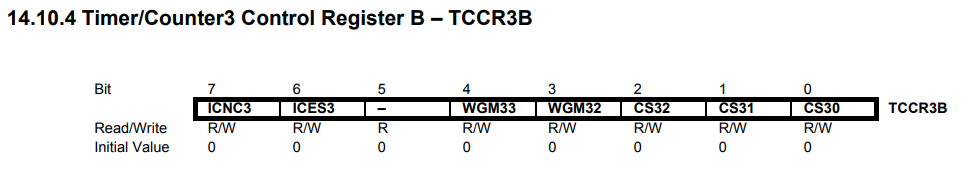 14.10.4 Timer/Counter3 Control Register B – TCCR3B
Bit 7 6 5 4 3 2 1 0
ICNC3 ICES3 – WGM33 WGM32 CS32 CS31 CS30 TCCR3B
Read/Write R/W R/W R R/W R/W R/W R/W R/W
Initial Value 0 0 0 0 0 0 0 0